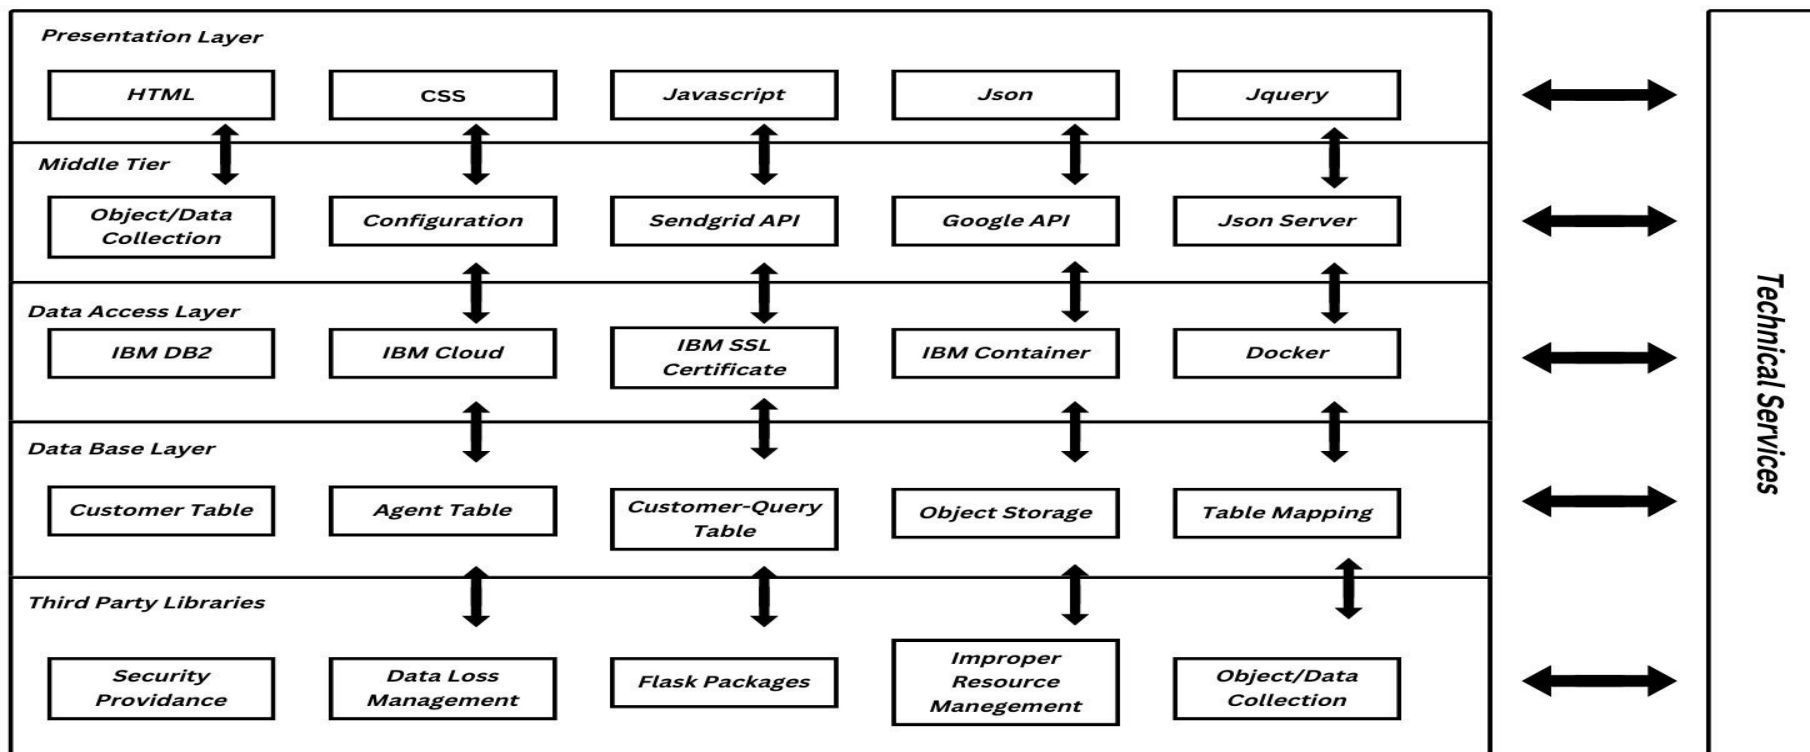 Presentation Layer
HTML
CSS
Javascript
Json
Jquery
Middle Tier
Object/Data
Collection
Configuration
Sendgrid API
Google API
Json Server
Data Access Layer
IBM DB2
IBM Cloud
IBM SSL
Certificate
IBM Container
Docker
Data Base Layer
Customer Table
Agent Table
Customer-Query
Table
Object Storage
Table Mapping
Third Party Libraries
Security
Providance
Data Loss
Management
Flask Packages
Improper
Resource
Manegement
Object/Data
Collection
Technical Services